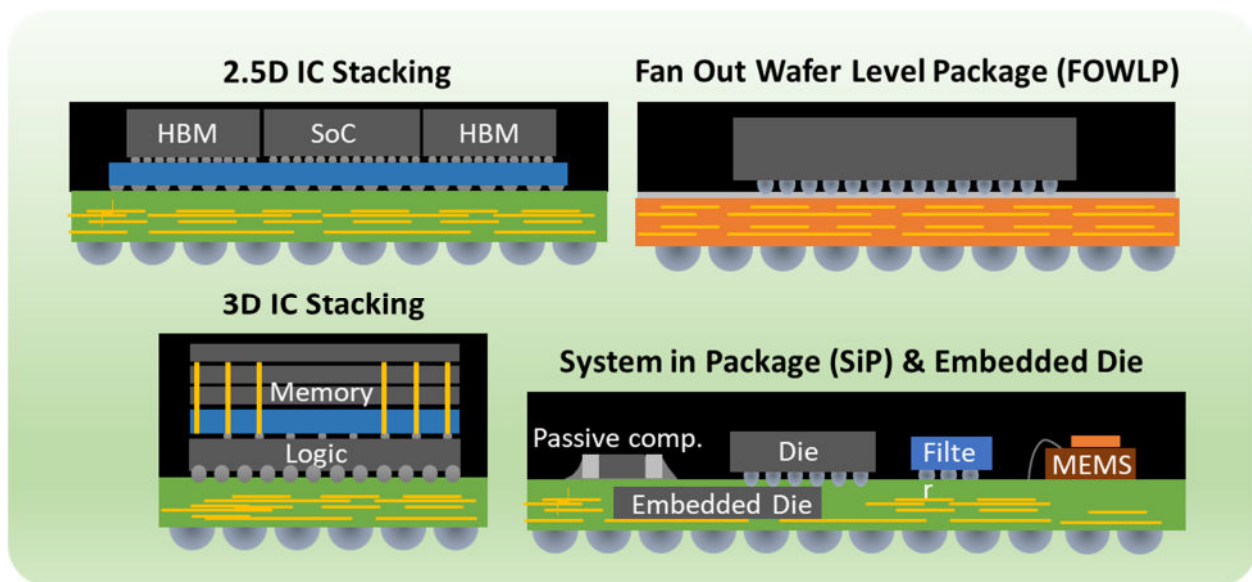 2.5D IC Stacking
HBM
SoC
HBM
Fan Out Wafer Level Package (FOWLP)
3D IC Stacking
Memory
Logic
System in Package (SiP) & Embedded Die
Passive comp.
Die
Filte
r
MEMS
Embedded Die